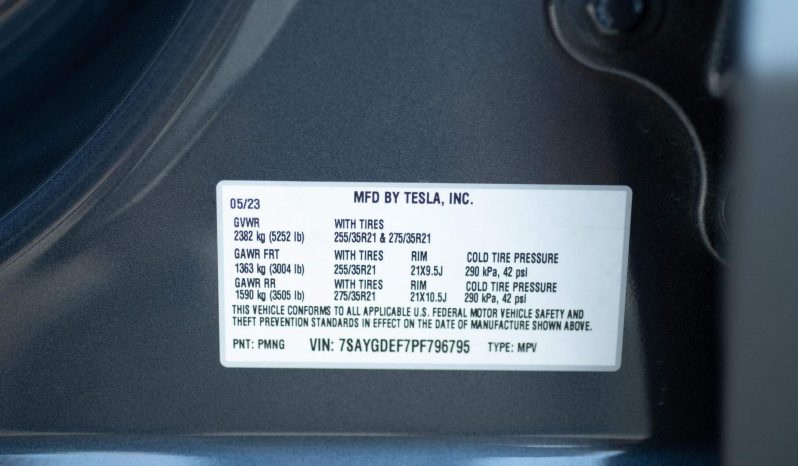 05/23 MFD BY TESLA, INC.
GVWR WITH TIRES
2382 kg (5252 lb) 255/35R21 & 275/35R21
GAWR FRT WITH TIRES RIM COLD TIRE PRESSURE
1363 kg (3004 lb) 255/35R21 21X9.5J 290 kPa, 42 psi
GAWR RR WITH TIRES RIM COLD TIRE PRESSURE
1590 kg (3505 lb) 275/35R21 21X10.5J 290 kPa, 42 psi
THIS VEHICLE CONFORMS TO ALL APPLICABLE U.S. FEDERAL MOTOR VEHICLE SAFETY AND
THEFT PREVENTION STANDARDS IN EFFECT ON THE DATE OF MANUFACTURE SHOWN ABOVE.
PNT: PMNG VIN: 7SAYGDEF7PF796795 TYPE: MPV